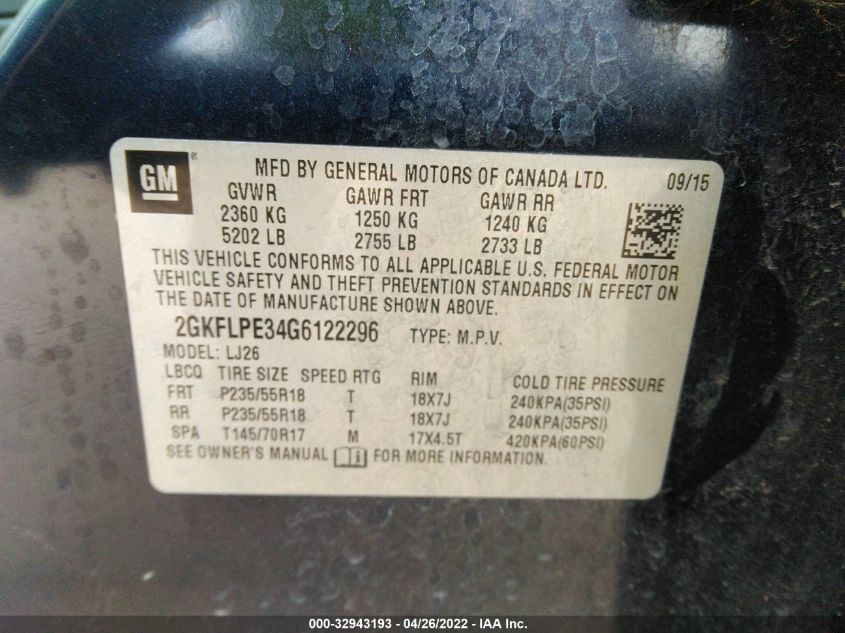 GM ® MFD BY GENERAL MOTORS OF CANADA LTD. 09/15
GVWR GAWR FRT GAWR RR
2360 KG 1250 KG 1240 KG
5202 LB 2755 LB 2733 LB
THIS VEHICLE CONFORMS TO ALL APPLICABLE U.S. FEDERAL MOTOR
VEHICLE SAFETY AND THEFT PREVENTION STANDARDS IN EFFECT ON
THE DATE OF MANUFACTURE SHOWN ABOVE.
2GKFLPE34G6122296 TYPE: M.P.V.
MODEL: LJ26
LBCQ TIRE SIZE SPEED RTG RIM COLD TIRE PRESSURE
FRT P235/55R18 T 18X7J 240KPA(35PSI)
RR P235/55R18 T 18X7J 240KPA(35PSI)
SPA T145/70R17 M 17X4.5T 420KPA(60PSI)
SEE OWNER'S MANUAL FOR MORE INFORMATION.
000-32943193 - 04/26/2022 - IAA Inc.